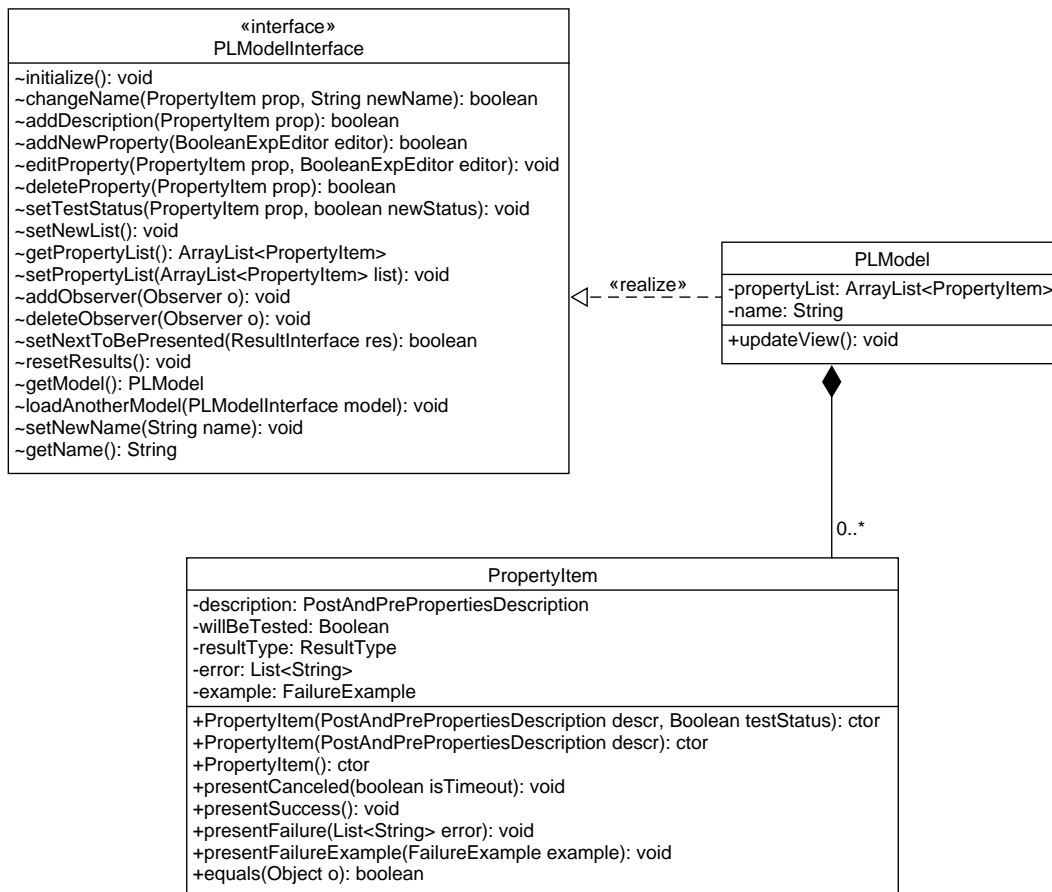 «interface»
PLModelInterface
~initialize(): void
~changeName(PropertyItem prop, String newName): boolean
~addDescription(PropertyItem prop): boolean
~addNewProperty(BooleanExpEditor editor): boolean
~editProperty(PropertyItem prop, BooleanExpEditor editor): void
~deleteProperty(PropertyItem prop): boolean
~setTestStatus(PropertyItem prop, boolean newStatus): void
~setNewList(): void
~getPropertyList(): ArrayList<PropertyItem>
~setPropertyList(ArrayList<PropertyItem> list): void
~addObserver(Observer o): void
~deleteObserver(Observer o): void
~setNextToBePresented(ResultInterface res): boolean
~resetResults(): void
~getModel(): PLModel
~loadAnotherModel(PLModelInterface model): void
~setNewName(String name): void
~getName(): String
«realize»
PLModel
-propertyList: ArrayList<PropertyItem>
-name: String
+updateView(): void
0..*
PropertyItem
-description: PostAndPrePropertiesDescription
-willBeTested: Boolean
-resultType: ResultType
-error: List<String>
-example: FailureExample
+PropertyItem(PostAndPrePropertiesDescription descr, Boolean testStatus): ctor
+PropertyItem(PostAndPrePropertiesDescription descr): ctor
+PropertyItem(): ctor
+presentCanceled(boolean isTimeout): void
+presentSuccess(): void
+presentFailure(List<String> error): void
+presentFailureExample(FailureExample example): void
+equals(Object o): boolean